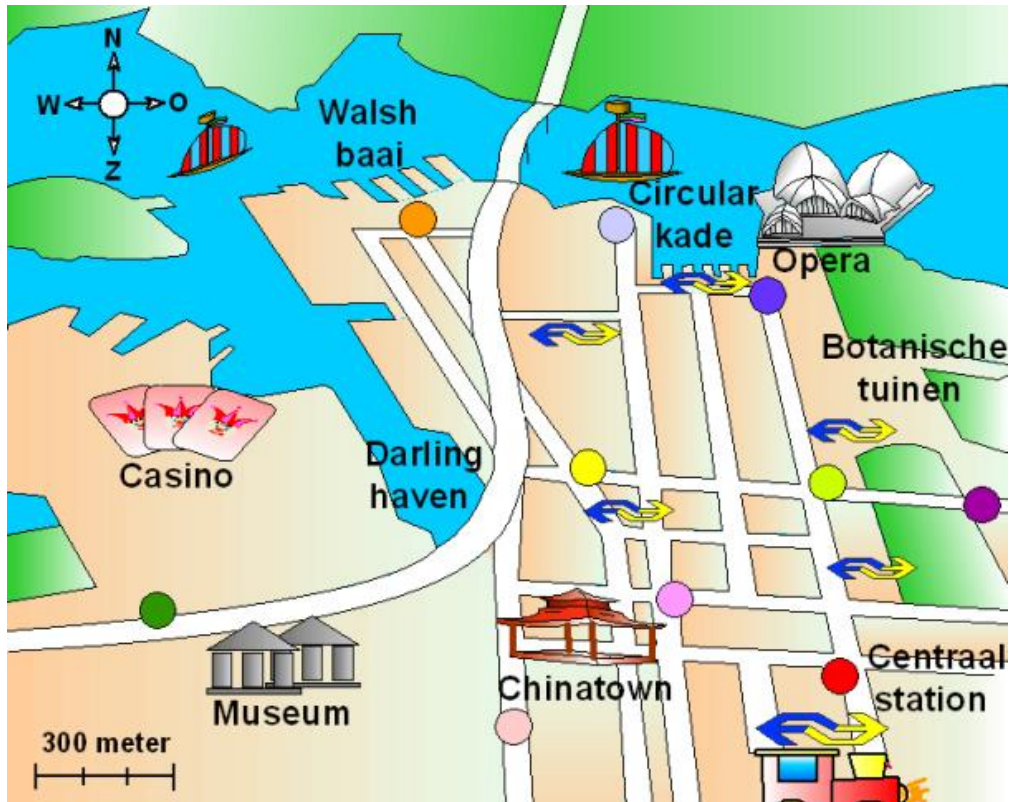 N
W
O
Z
Walsh
baai
Circular
kade
Opera
Botanische
tuinen
Casino
Darling
haven
Museum
Chinatown
Centraal
station
300 meter